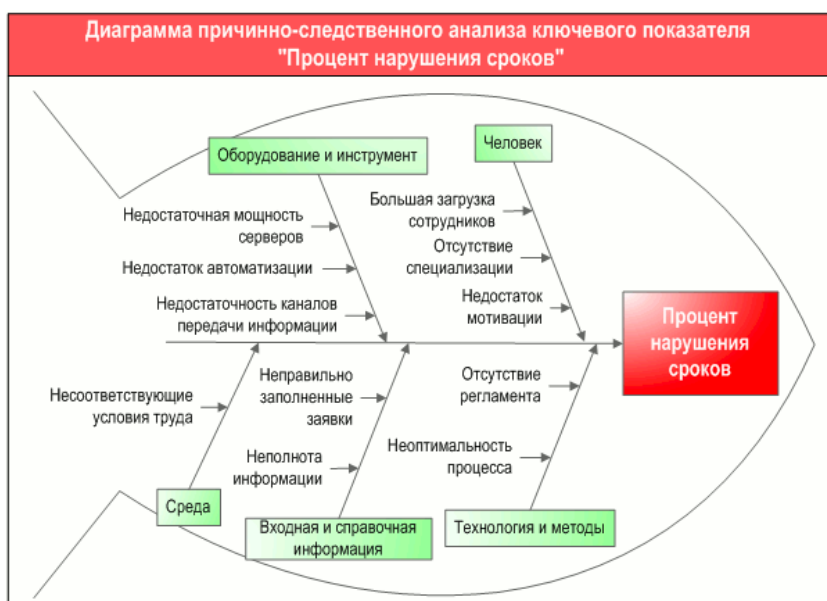 Диаграмма причинно-следственного анализа ключевого показателя
"Процент нарушения сроков"
Оборудование и инструмент
Человек
Недостаточная мощность
серверов
Недостаток автоматизации
Недостаточность каналов
передачи информации
Большая загрузка
сотрудников
Отсутствие
специализации
Недостаток
мотивации
Процент
нарушения
сроков
Несоответствующие
условия труда
Неправильно
заполненные
заявки
Неполнота
информации
Отсутствие
регламента
Неоптимальность
процесса
Среда
Входная и справочная
информация
Технология и методы